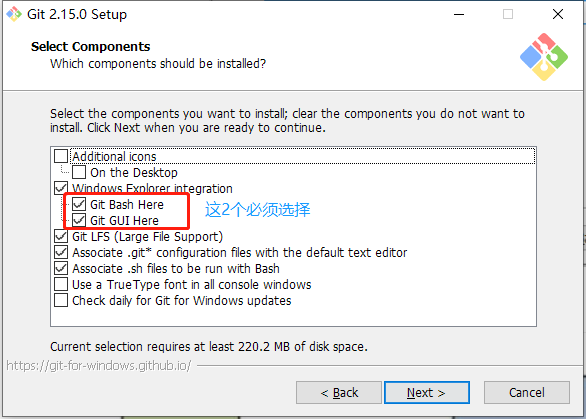 Git 2.15.0 Setup
Select Components
Which components should be installed?
Select the components you want to install; clear the components you do not want to
install. Click Next when you are ready to continue.
Additional icons
On the Desktop
Windows Explorer integration
Git Bash Here
这2个必须选择
Git GUI Here
Git LFS (Large File Support)
Associate .git* configuration files with the default text editor
Associate .sh files to be run with Bash
Use a TrueType font in all console windows
Check daily for Git for Windows updates
Current selection requires at least 220.2 MB of disk space.
https://git-for-windows.github.io/
< Back
Next >
Cancel